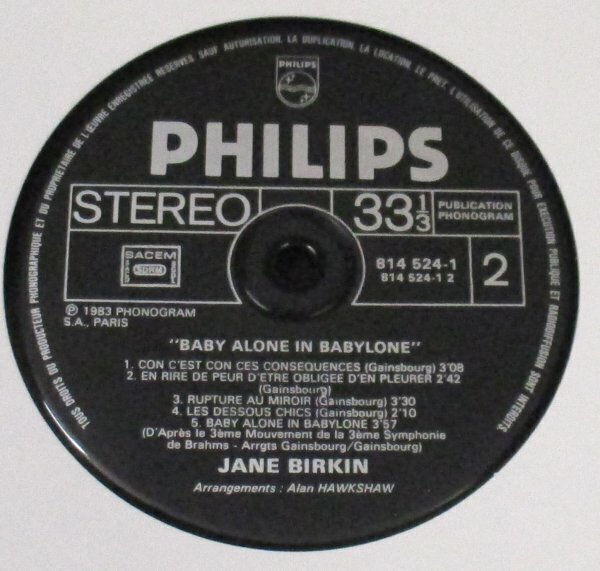 TOUS DROITS DU PRODUCTEUR PHONOGRAPHIQUE ET DU PROPRIETAIRE DE L'ŒUVRE ENREGISTREE RESERVES SAUF AUTORISATION. LA DUPLICATION, LA LOCATION, LE PRET, L'UTILISATION DE CE DISQUE POUR EXECUTION PUBLIQUE ET RADIODIFFUSION SONT INTERDITS
PHILIPS
PHILIPS
STEREO
33 1/3
PUBLICATION
PHONOGRAM
SACEM
SDRM
814 524-1
814 524-1 2
2
℗ 1983 PHONOGRAM
S.A., PARIS
"BABY ALONE IN BABYLONE"
1. CON C'EST CON CES CONSEQUENCES (Gainsbourg) 3'08
2. EN RIRE DE PEUR D'ETRE OBLIGEE D'EN PLEURER 2'42
(Gainsbourg)
3. RUPTURE AU MIROIR (Gainsbourg) 3'30
4. LES DESSOUS CHICS (Gainsbourg) 2'10
5. BABY ALONE IN BABYLONE 3'57
(D'Après le 3ème Mouvement de la 3ème Symphonie
de Brahms - Arrgts Gainsbourg/Gainsbourg)
JANE BIRKIN
Arrangements : Alan HAWKSHAW